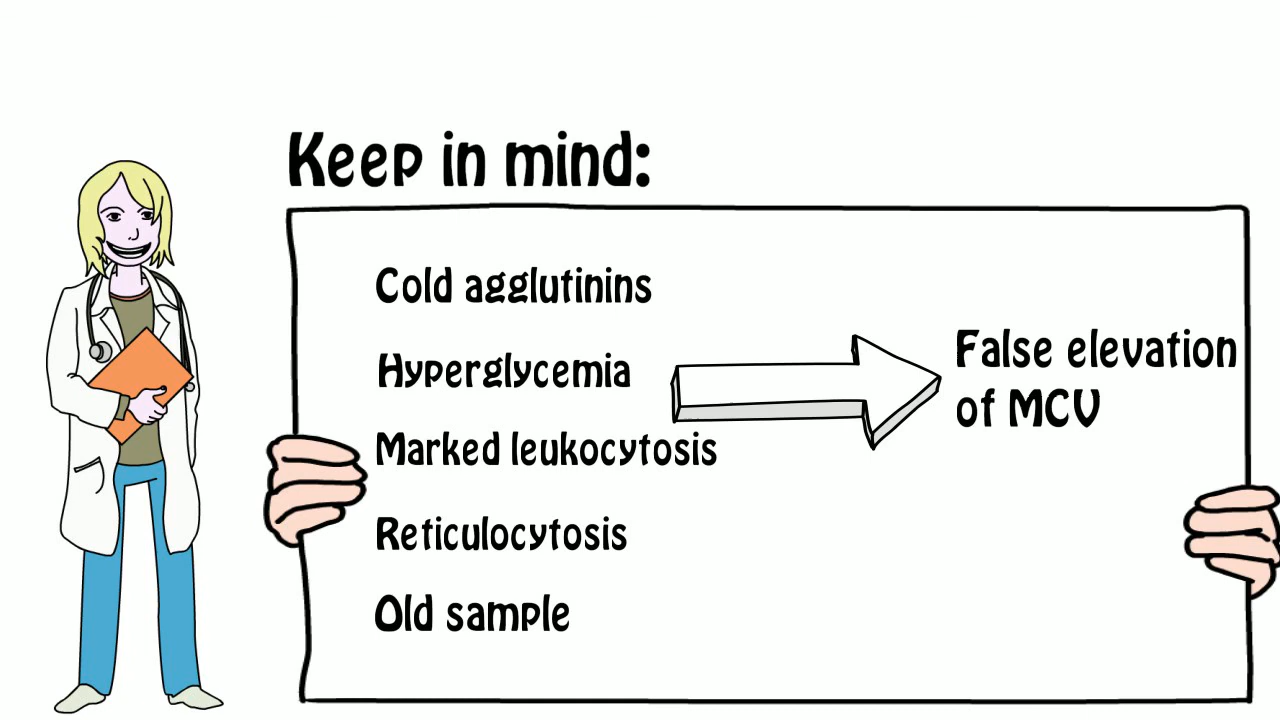 Keep in mind:
Cold agglutinins
Hyperglycemia
Marked leukocytosis
Reticulocytosis
Old sample
False elevation
of MCV